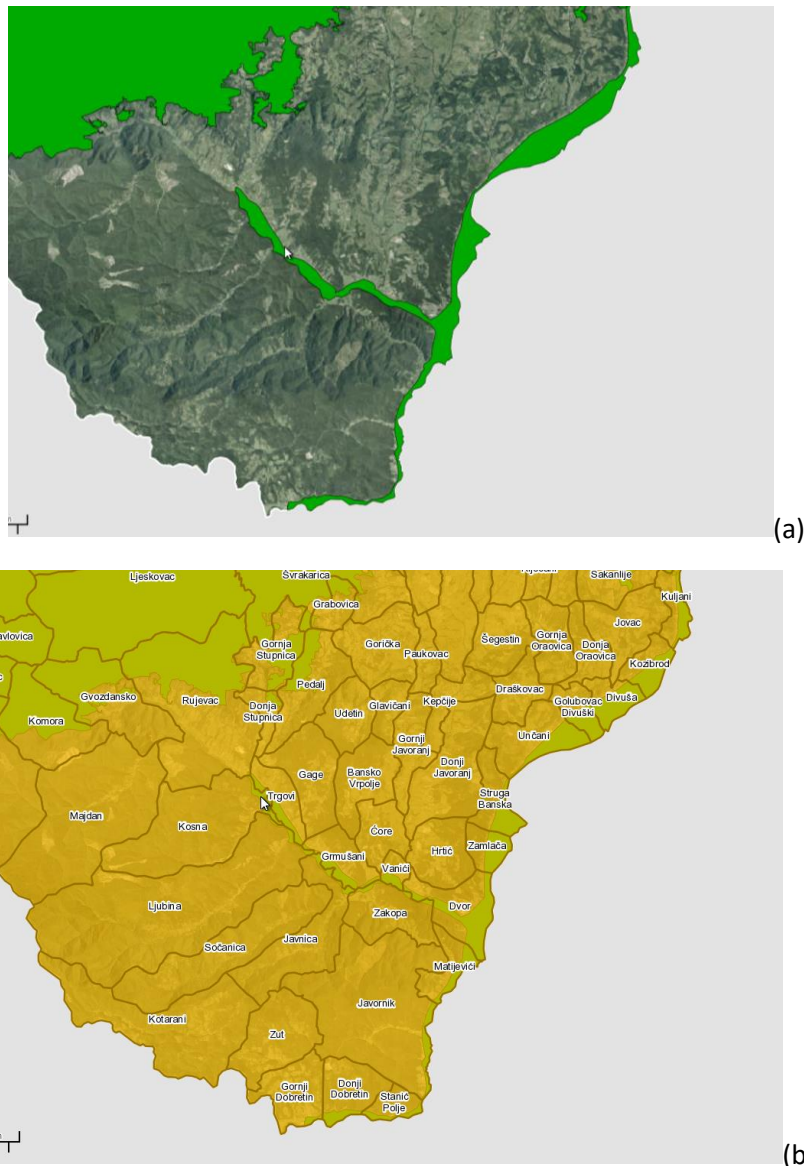 (a)
Ljeskovac
Švrakarica
Sakanlije
Kuljani
Grabovica
Jovac
avlovica
Gornja
Stupnica
Gorička
Paukovac
Šegestin
Gornja
Oraovica
Donja
Oraovica
Kozibrod
c
Pedalj
Gvozdansko
Rujevac
Draškovac
Divuša
Komora
Donja
Stupnica
Udetin
Glavičani
Kepčije
Golubovac
Divuški
Gornji
Javoranj
Unčani
Gage
Bansko
Vrpolje
Donji
Javoranj
Trgovi
Struga
Banska
Majdan
Kosna
Ćore
Hrtić
Zamlača
Grmušani
Vanići
Ljubina
Zakopa
Dvor
Sočanica
Javnica
Matijevići
Kotarani
Javornik
Zut
Gornji
Dobretin
Donji
Dobretin
Stanić
Polje
(b